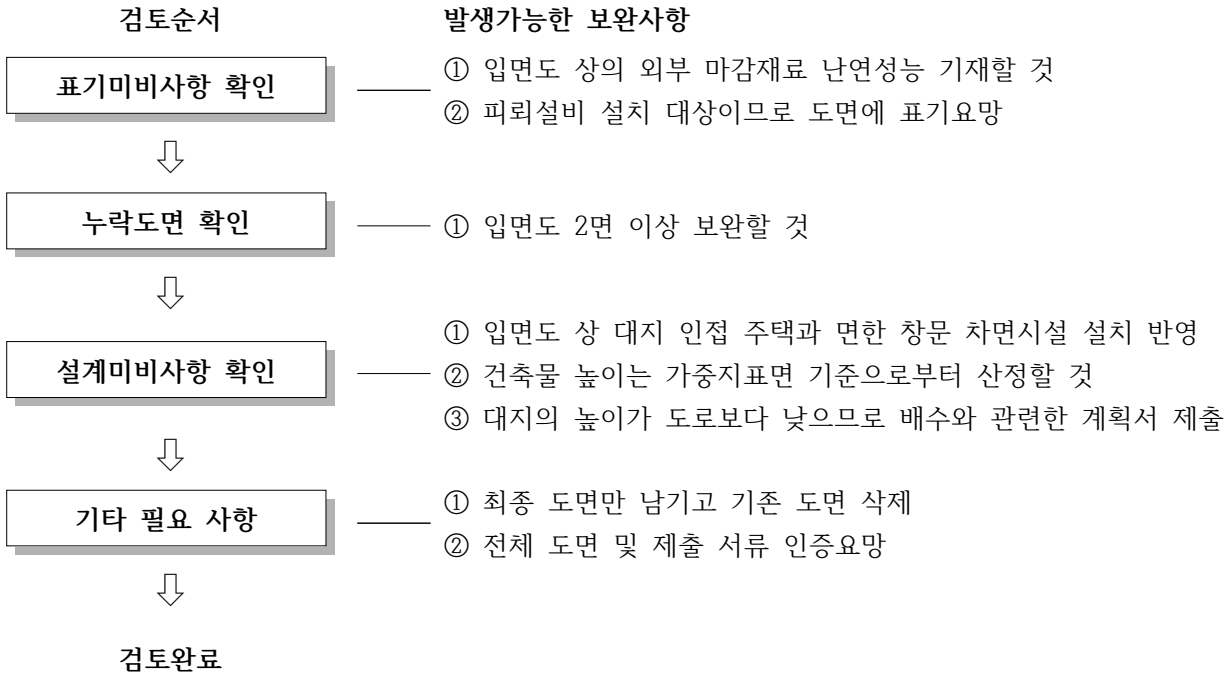 검토순서
발생가능한 보완사항
표기미비사항 확인
① 입면도 상의 외부 마감재료 난연성능 기재할 것
② 피뢰설비 설치 대상이므로 도면에 표기요망
누락도면 확인
① 입면도 2면 이상 보완할 것
설계미비사항 확인
① 입면도 상 대지 인접 주택과 면한 창문 차면시설 설치 반영
② 건축물 높이는 가중지표면 기준으로부터 산정할 것
③ 대지의 높이가 도로보다 낮으므로 배수와 관련한 계획서 제출
기타 필요 사항
① 최종 도면만 남기고 기존 도면 삭제
② 전체 도면 및 제출 서류 인증요망
검토완료